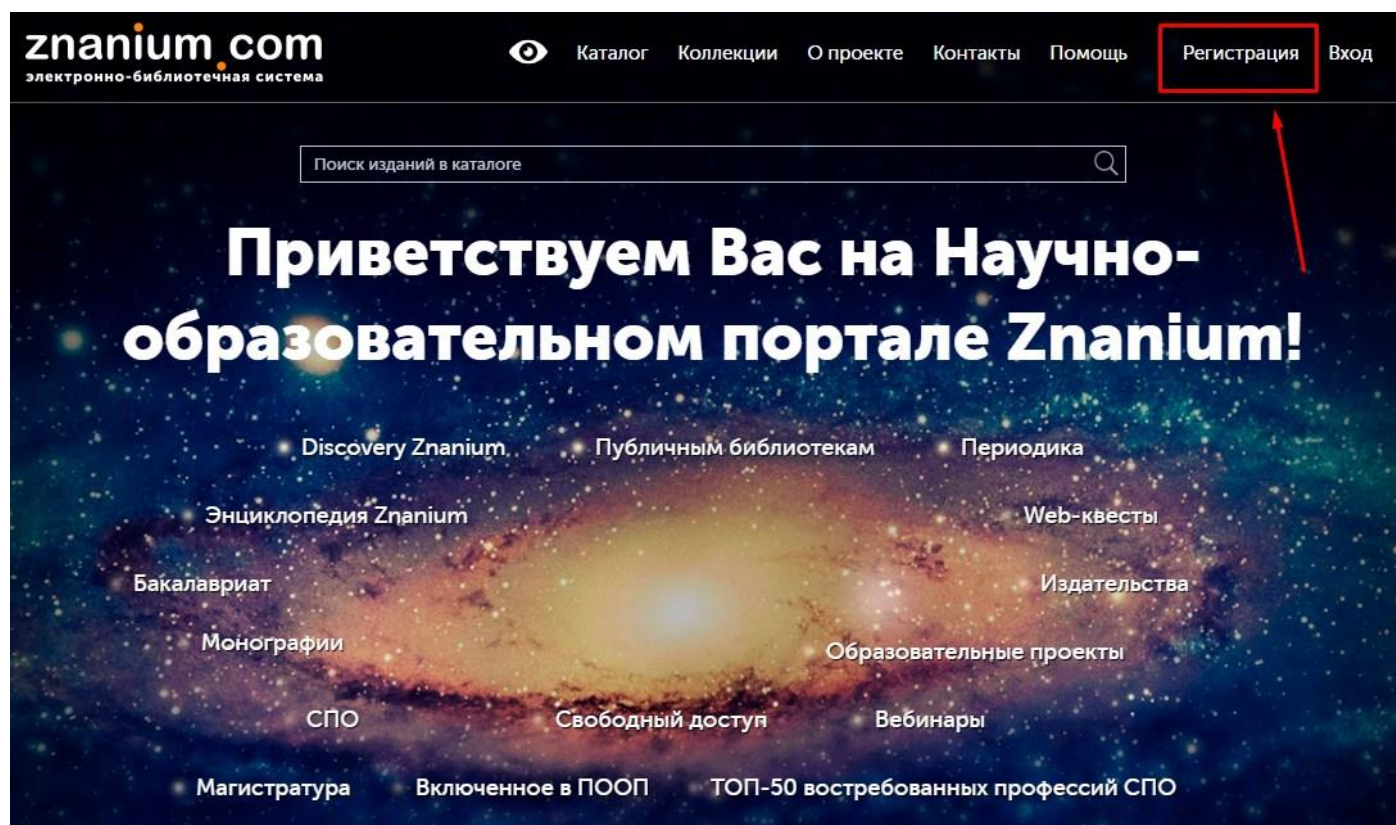 znanium.com
электронно-библиотечная система
Каталог Коллекции О проекте Контакты Помощь Регистрация Вход
Поиск изданий в каталоге
Приветствуем Вас на Научно-
образовательном портале Znanium!
Discovery Znanium Публичным библиотекам Периодика
Энциклопедия Znanium Web-квесты
Бакалавриат Издательства
Монографии Образовательные проекты
СПО Свободный доступ Вебинары
Магистратура Включенное в ПООП ТОП-50 востребованных профессий СПО